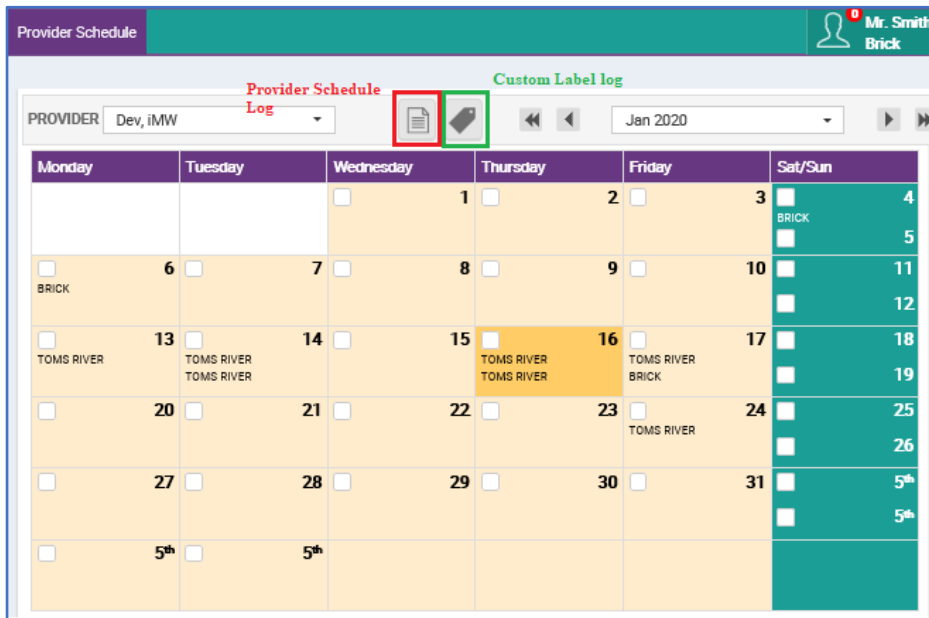 Provider Schedule
0
Mr. Smith
Brick
Provider Schedule
Log
Custom Label log
PROVIDER
Dev, iMW
Jan 2020
Monday Tuesday Wednesday Thursday Friday Sat/Sun
1 2 3 4
BRICK
5
6 7 8 9 10 11
BRICK
12
13 14 15 16 17 18
TOMS RIVER TOMS RIVER TOMS RIVER TOMS RIVER
TOMS RIVER TOMS RIVER BRICK
19
20 21 22 23 24 25
TOMS RIVER
26
27 28 29 30 31 5th
5th
5th 5th